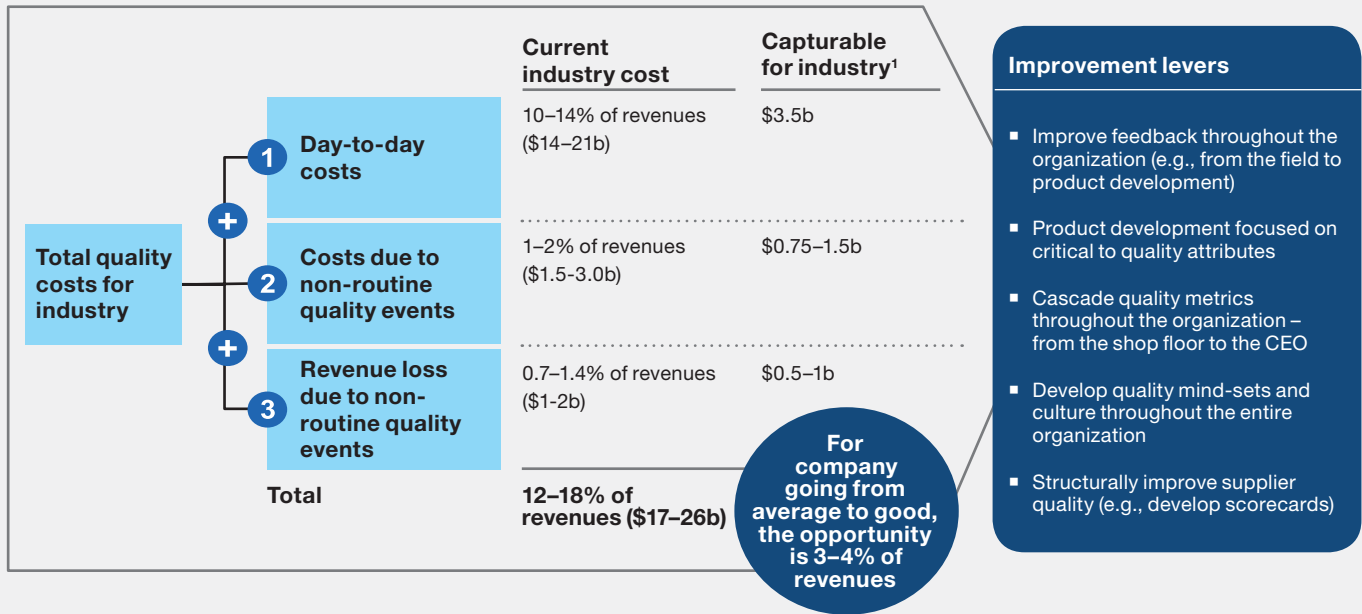 Current
industry cost
Capturable
for industry¹
1
Day-to-day
costs
10–14% of revenues
($14–21b)
$3.5b
+
Total quality
costs for
industry
2
Costs due to
non-routine
quality events
1–2% of revenues
($1.5-3.0b)
$0.75–1.5b
+
3
Revenue loss
due to non-
routine quality
events
0.7–1.4% of revenues
($1-2b)
$0.5–1b
Total
12–18% of
revenues ($17–26b)
For
company
going from
average to good,
the opportunity
is 3–4% of
revenues
Improvement levers
▪ Improve feedback throughout the
organization (e.g., from the field to
product development)
▪ Product development focused on
critical to quality attributes
▪ Cascade quality metrics
throughout the organization –
from the shop floor to the CEO
▪ Develop quality mind-sets and
culture throughout the entire
organization
▪ Structurally improve supplier
quality (e.g., develop scorecards)